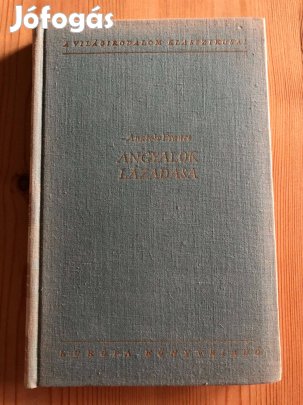 Jófogás
A VILÁGIRODALOM KLASSZIKUSAI
Anatole France
ANGYALOK
LÁZADÁSA
EURÓPA KÖNYVKIADÓ